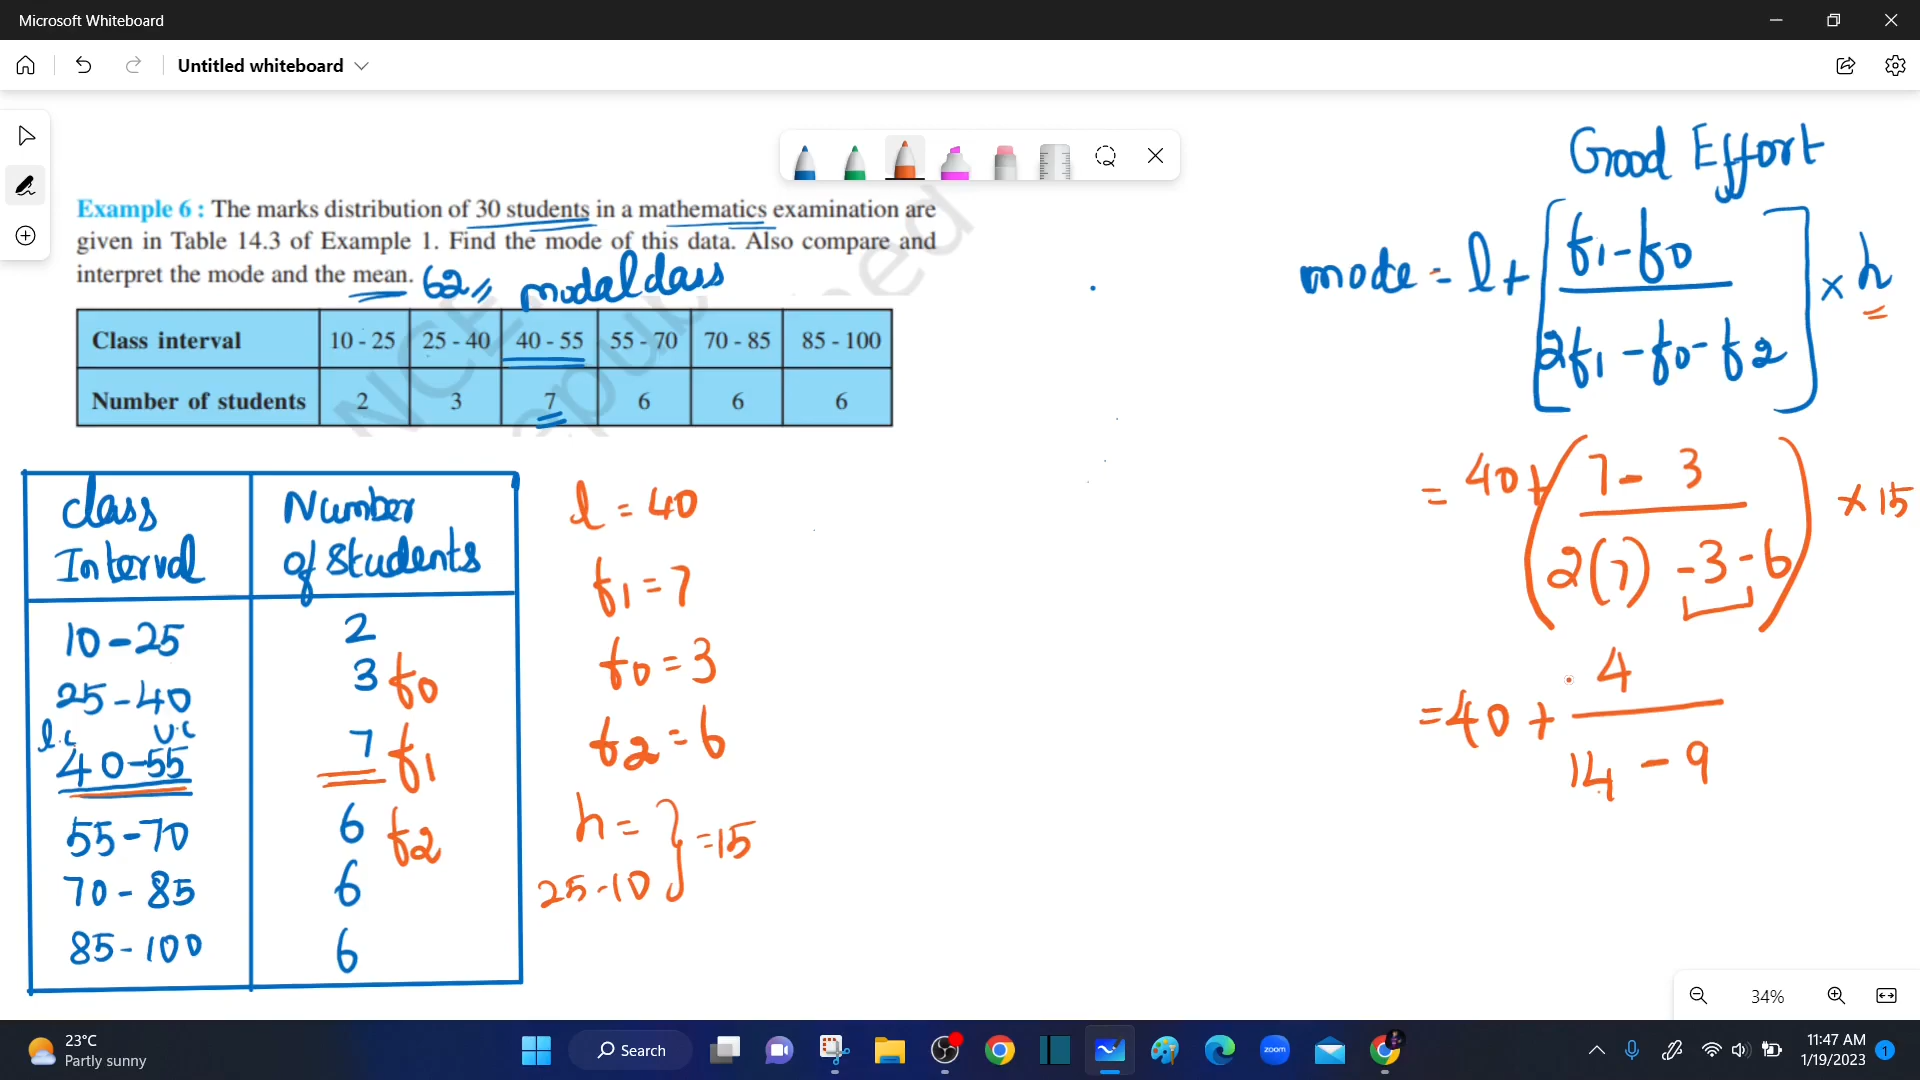 Microsoft Whiteboard
Untitled whiteboard
Good Effort
Example 6 : The marks distribution of 30 students in a mathematics examination are
given in Table 14.3 of Example 1. Find the mode of this data. Also compare and
interpret the mode and the mean. 62 modal class
Class interval 10 - 25 25 - 40 40 - 55 55 - 70 70 - 85 85 - 100
Number of students 2 3 7 6 6 6
mode = l + [ f1 - f0
2f1 - f0 - f2 ] × h
= 40 + ( 7 - 3
2(7) - 3 - 6 ) × 15
= 40 + 4
14 - 9
Class Interval Number of Students
10 - 25 2
25 - 40 3 f0
l.c u.c
40 - 55 7 f1
55 - 70 6 f2
70 - 85 6
85 - 100 6
l = 40
f1 = 7
f0 = 3
f2 = 6
h =
25 - 10 } = 15
34%
23°C
Partly sunny
Search
zoom
11:47 AM
1/19/2023
1